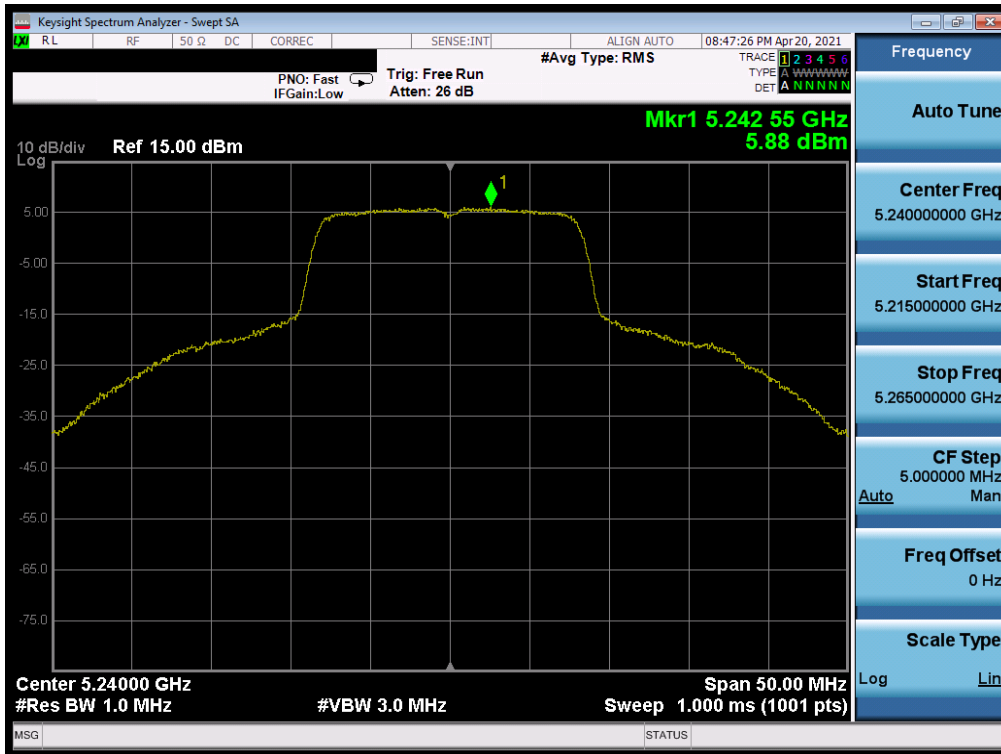 Keysight Spectrum Analyzer - Swept SA
LXI RL RF 50 Ω DC CORREC SENSE:INT ALIGN AUTO 08:47:26 PM Apr 20, 2021
PNO: Fast
IFGain:Low
Trig: Free Run
Atten: 26 dB
#Avg Type: RMS
TRACE 1 2 3 4 5 6
TYPE A WWWWW
DET A N N N N N
Mkr1 5.242 55 GHz
5.88 dBm
10 dB/div Ref 15.00 dBm
Log
1
5.00
-5.00
-15.0
-25.0
-35.0
-45.0
-55.0
-65.0
-75.0
Center 5.24000 GHz Span 50.00 MHz
#Res BW 1.0 MHz #VBW 3.0 MHz Sweep 1.000 ms (1001 pts)
MSG STATUS
Frequency
Auto Tune
Center Freq
5.240000000 GHz
Start Freq
5.215000000 GHz
Stop Freq
5.265000000 GHz
CF Step
5.000000 MHz
Auto Man
Freq Offset
0 Hz
Scale Type
Log Lin